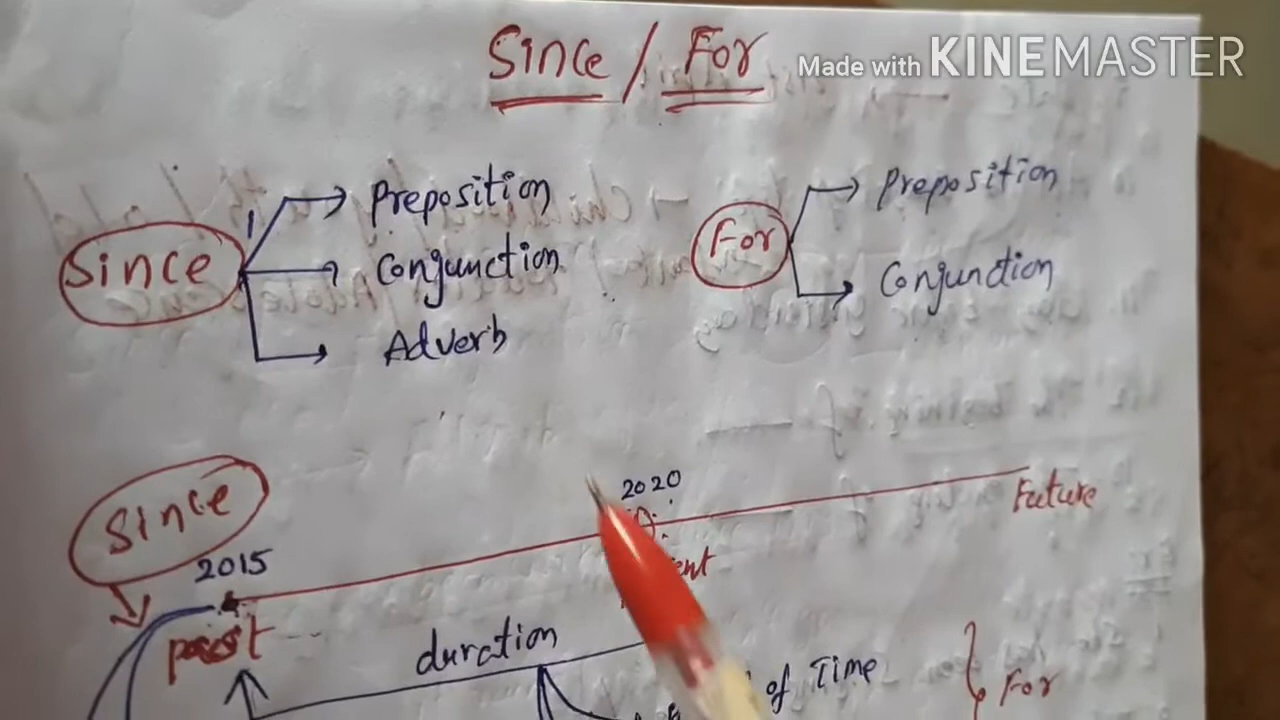 Since / For
Made with KINEMASTER
Since
Preposition
Conjunction
Adverb
For
Preposition
Conjunction
Since
2015
past
2020
Future
duration
of Time
For